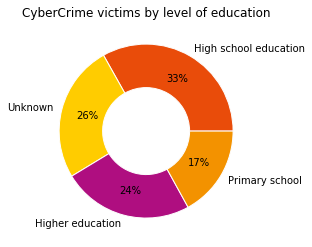 CyberCrime victims by level of education
High school education
33%
Unknown
26%
17%
Primary school
24%
Higher education